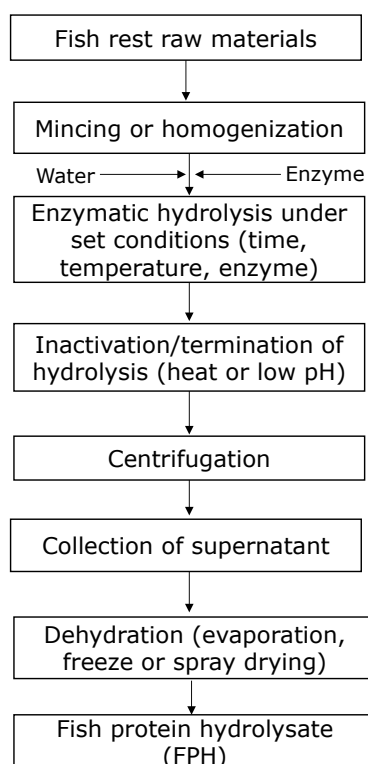 Fish rest raw materials
Mincing or homogenization
Water
Enzyme
Enzymatic hydrolysis under
set conditions (time,
temperature, enzyme)
Inactivation/termination of
hydrolysis (heat or low pH)
Centrifugation
Collection of supernatant
Dehydration (evaporation,
freeze or spray drying)
Fish protein hydrolysate
(FPH)